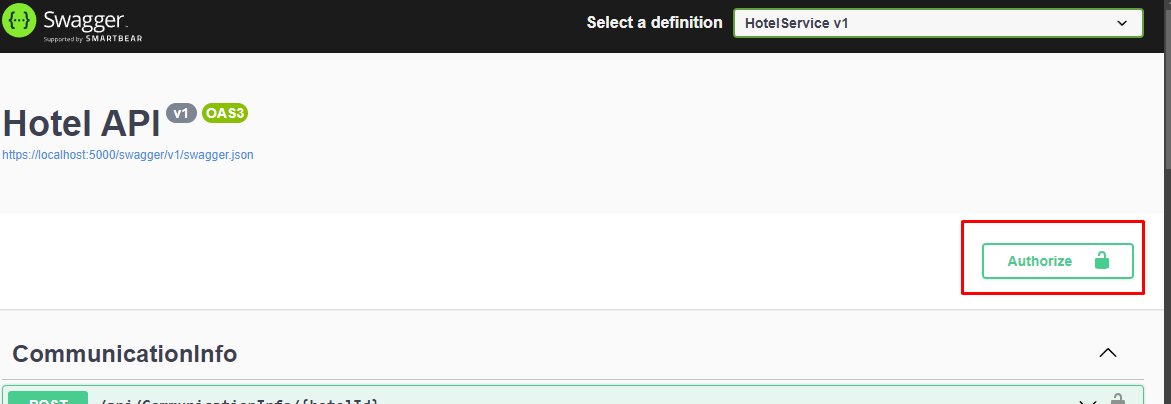 Swagger.
Supported by SMARTBEAR
Select a definition
HotelService v1
Hotel API v1 OAS3
https://localhost:5000/swagger/v1/swagger.json
Authorize
CommunicationInfo
POST /api/CommunicationInfo/{hotelId}